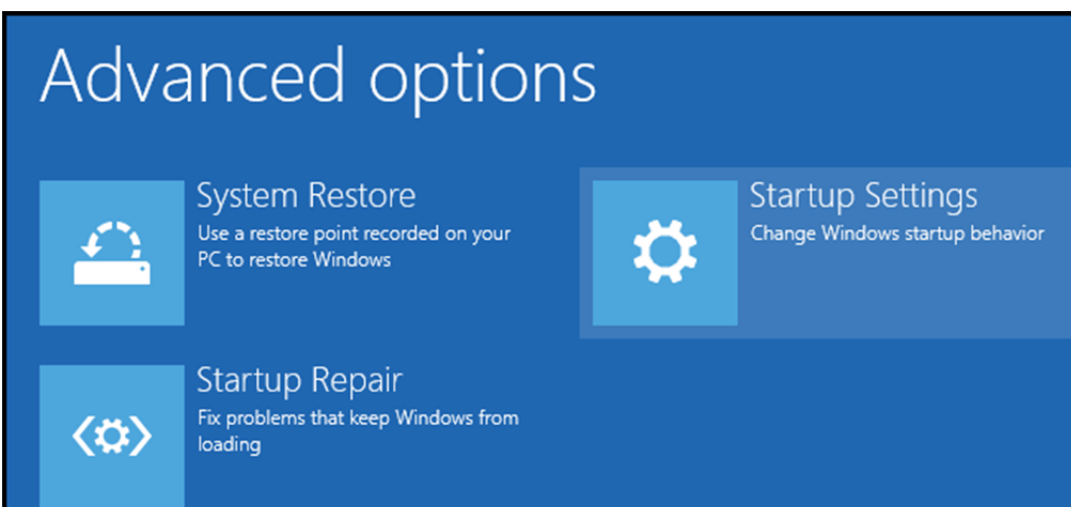 Advanced options
System Restore
Use a restore point recorded on your
PC to restore Windows
Startup Settings
Change Windows startup behavior
Startup Repair
Fix problems that keep Windows from
loading